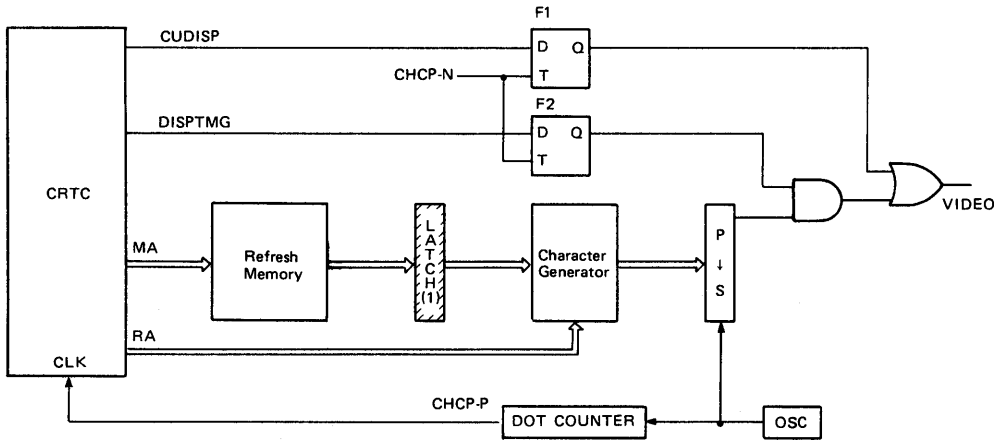 F1
CUDISP
D Q
T
CHCP-N
F2
DISPTMG
D Q
T
CRTC
VIDEO
MA
Refresh
Memory
LATCH
(1)
Character
Generator
P
↓
S
RA
CLK
CHCP-P
DOT COUNTER
OSC